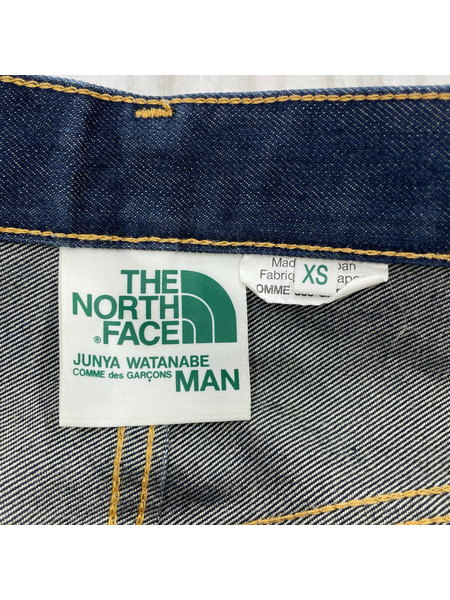 THE
NORTH
®FACE
JUNYA WATANABE
COMME des GARÇONS MAN
XS